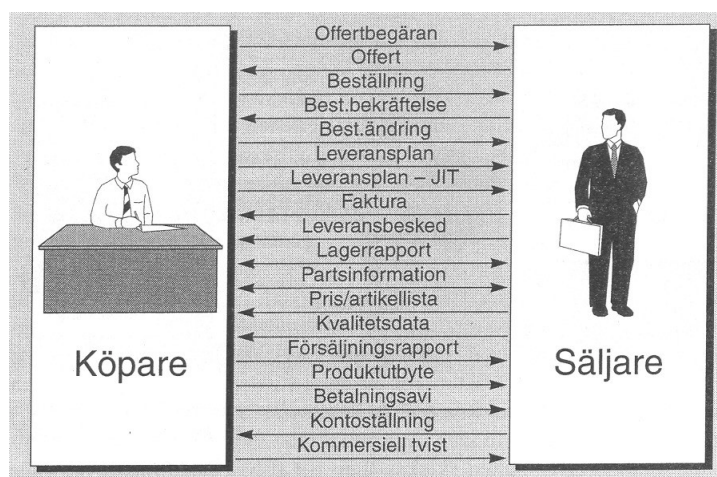 Offertbegäran
Offert
Beställning
Best.bekräftelse
Best.ändring
Leveransplan
Leveransplan – JIT
Faktura
Leveransbesked
Lagerrapport
Partsinformation
Pris/artikellista
Kvalitetsdata
Försäljningsrapport
Produktutbyte
Betalningsavi
Kontoställning
Kommersiell tvist
Köpare
Säljare